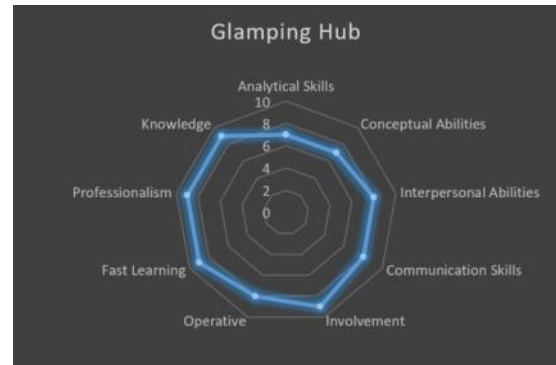 Glamping Hub
Analytical Skills
10
Knowledge
Conceptual Abilities
8
6
4
Professionalism
Interpersonal Abilities
2
0
Fast Learning
Communication Skills
Operative
Involvement